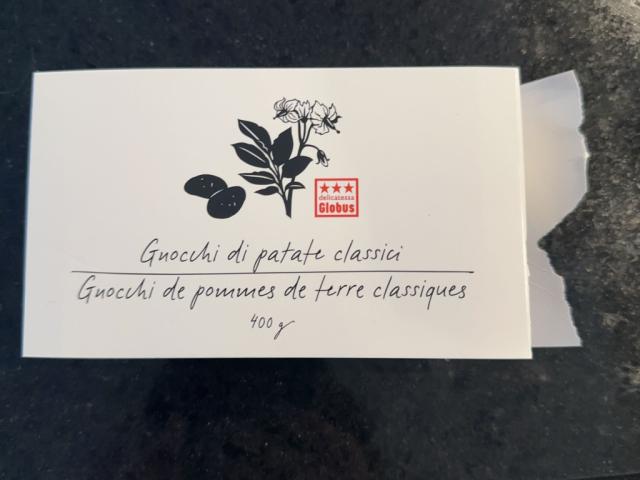 delicatessa
Globus
Gnocchi di patate classici
Gnocchi de pommes de terre classiques
400 g